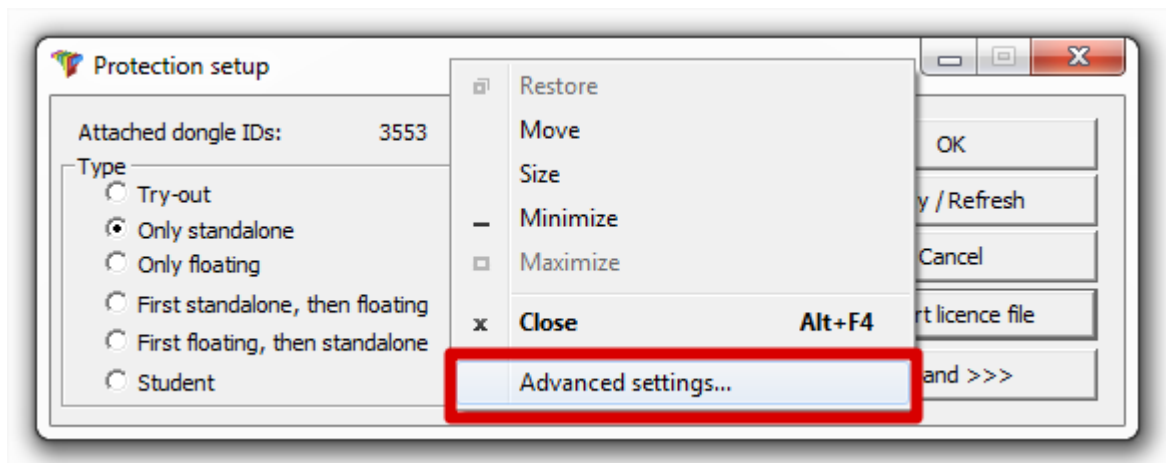 Protection setup
Attached dongle IDs: 3553
Type
Try-out
Only standalone
Only floating
First standalone, then floating
First floating, then standalone
Student
Restore
Move
Size
Minimize
Maximize
Close Alt+F4
Advanced settings...
OK
y / Refresh
Cancel
rt licence file
and >>>